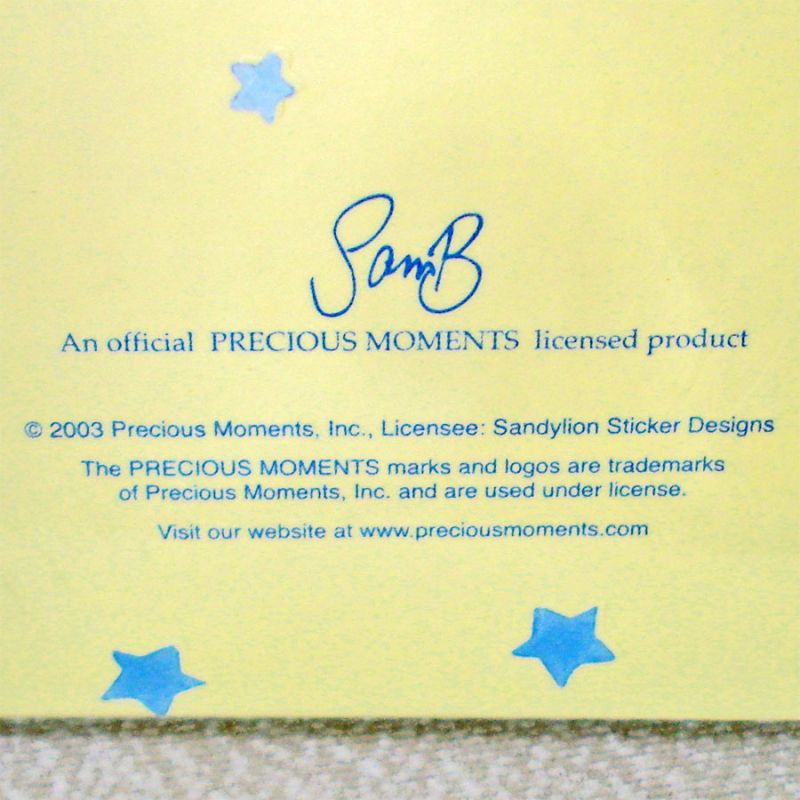 SamB
An official PRECIOUS MOMENTS licensed product
© 2003 Precious Moments, Inc., Licensee: Sandylion Sticker Designs
The PRECIOUS MOMENTS marks and logos are trademarks
of Precious Moments, Inc. and are used under license.
Visit our website at www.preciousmoments.com